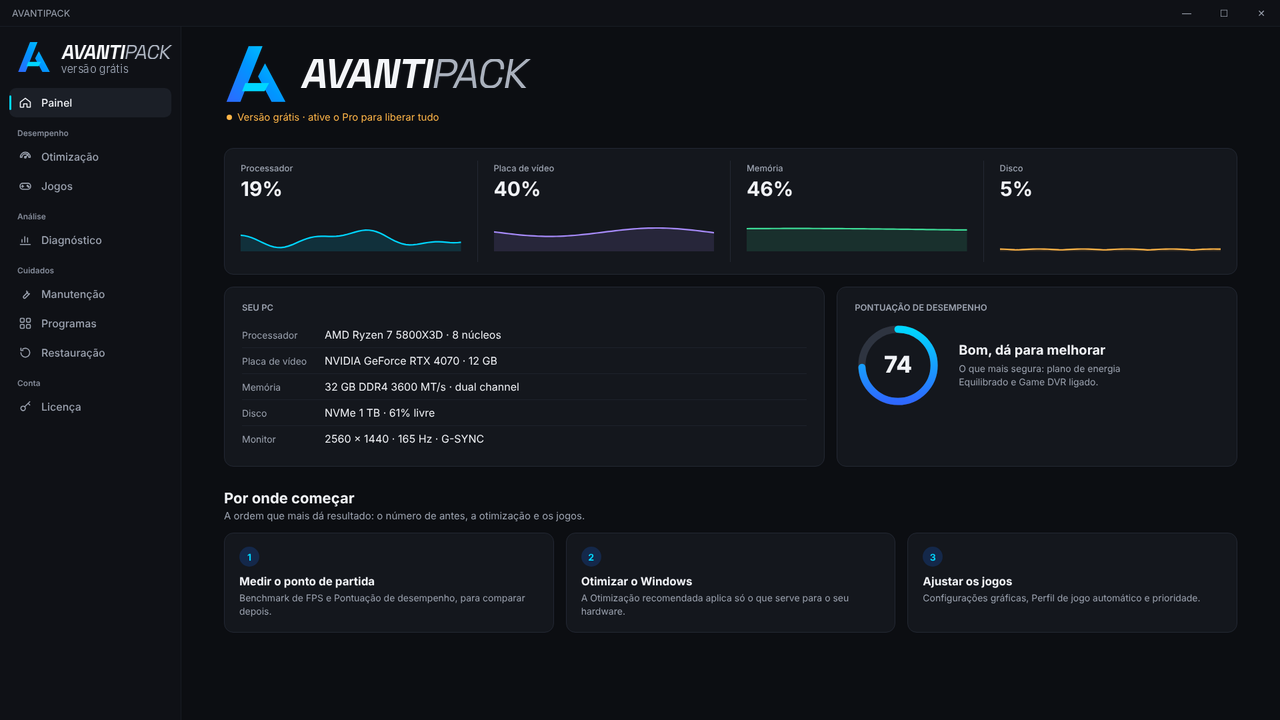 AVANTIPACK
AVANTIPACK
versão grátis
Painel
Desempenho
Otimização
Jogos
Análise
Diagnóstico
Cuidados
Manutenção
Programas
Restauração
Conta
Licença
AVANTIPACK
Versão grátis · ative o Pro para liberar tudo
Processador
19%
Placa de vídeo
40%
Memória
46%
Disco
5%
SEU PC
Processador AMD Ryzen 7 5800X3D · 8 núcleos
Placa de vídeo NVIDIA GeForce RTX 4070 · 12 GB
Memória 32 GB DDR4 3600 MT/s · dual channel
Disco NVMe 1 TB · 61% livre
Monitor 2560 × 1440 · 165 Hz · G-SYNC
PONTUAÇÃO DE DESEMPENHO
74
Bom, dá para melhorar
O que mais segura: plano de energia
Equilibrado e Game DVR ligado.
Por onde começar
A ordem que mais dá resultado: o número de antes, a otimização e os jogos.
1
Medir o ponto de partida
Benchmark de FPS e Pontuação de desempenho, para comparar
depois.
2
Otimizar o Windows
A Otimização recomendada aplica só o que serve para o seu
hardware.
3
Ajustar os jogos
Configurações gráficas, Perfil de jogo automático e prioridade.